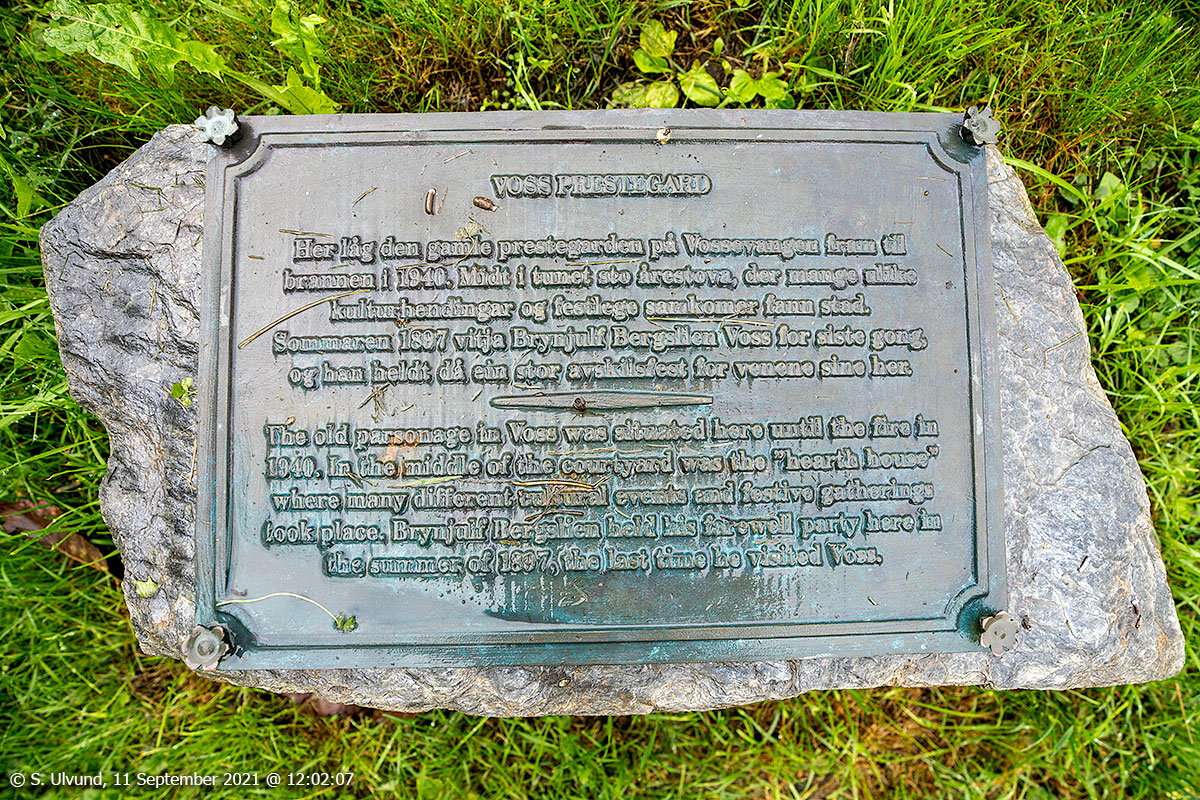 VOSS PRESTEGARD
Her låg den gamle prestegarden på Vossevangen fram til
brannen i 1940. Midt i tunet sto årestova, der mange ulike
kulturhendingar og festlege samkomer fann stad.
Sommaren 1897 vitja Brynjulf Bergslien Voss for siste gong,
og han heldt då ein stor avskilsfest for venene sine her.
The old parsonage in Voss was situated here until the fire in
1940. In the middle of the courtyard was the "hearth house"
where many different cultural events and festive gatherings
took place. Brynjulf Bergslien held his farewell party here in
the summer of 1897, the last time he visited Voss.
© S. Ulvund, 11 September 2021 @ 12:02:07